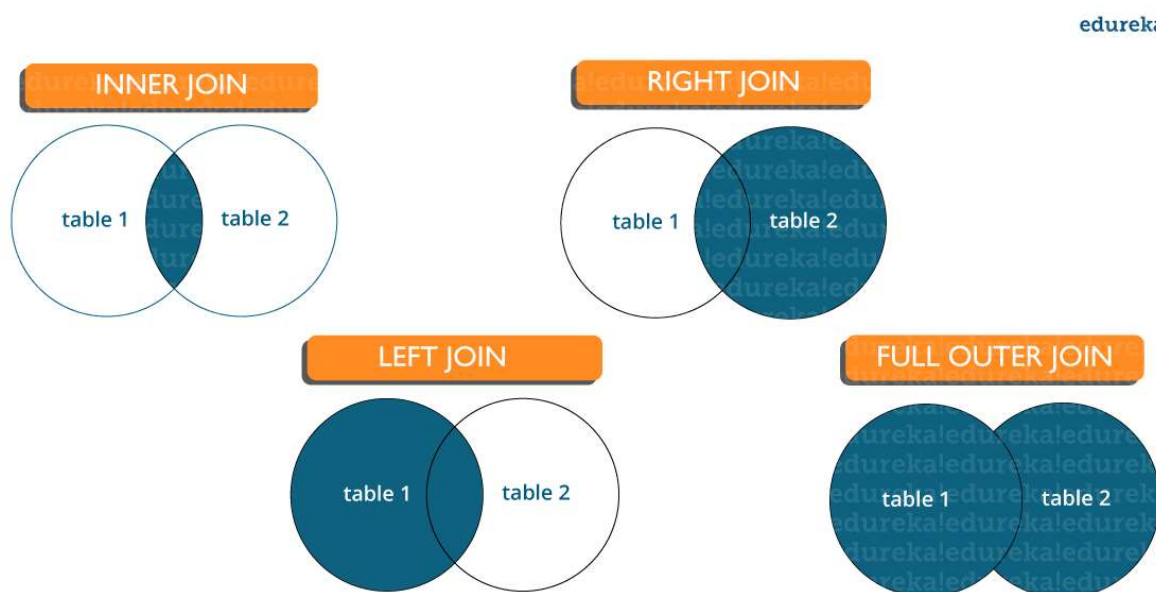 edureka
INNER JOIN
RIGHT JOIN
table 1
table 2
table 1
table 2
LEFT JOIN
FULL OUTER JOIN
table 1
table 2
table 1
table 2